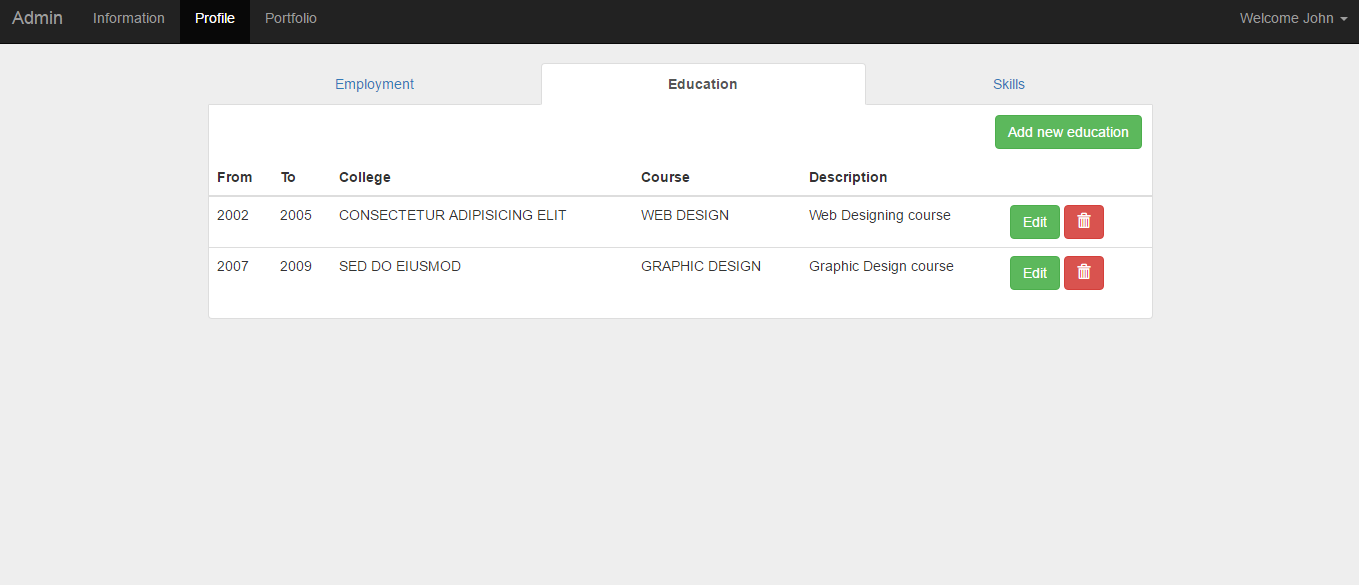 Admin Information Profile Portfolio Welcome John
Employment Education Skills
Add new education
From To College Course Description
2002 2005 CONSECTETUR ADIPISICING ELIT WEB DESIGN Web Designing course Edit
2007 2009 SED DO EIUSMOD GRAPHIC DESIGN Graphic Design course Edit